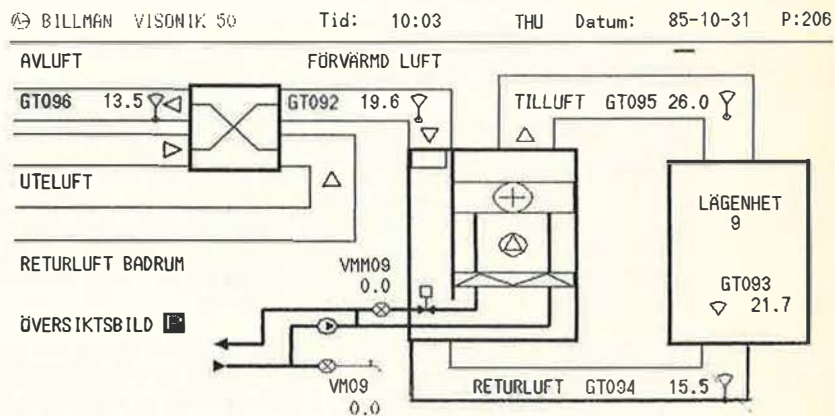 BILLMAN VISONIK 50 Tid: 10:03 THU Datum: 85-10-31 P:206
AVLUFT FÖRVÄRMD LUFT
GT096 13.5 GT092 19.6 TILLUFT GT095 26.0
UTELUFT
LÄGENHET
9
RETURLUFT BADRUM VMM09
0.0
GT093
21.7
ÖVERSIKTSBILD P
VM09
0.0
RETURLUFT GT094 15.5